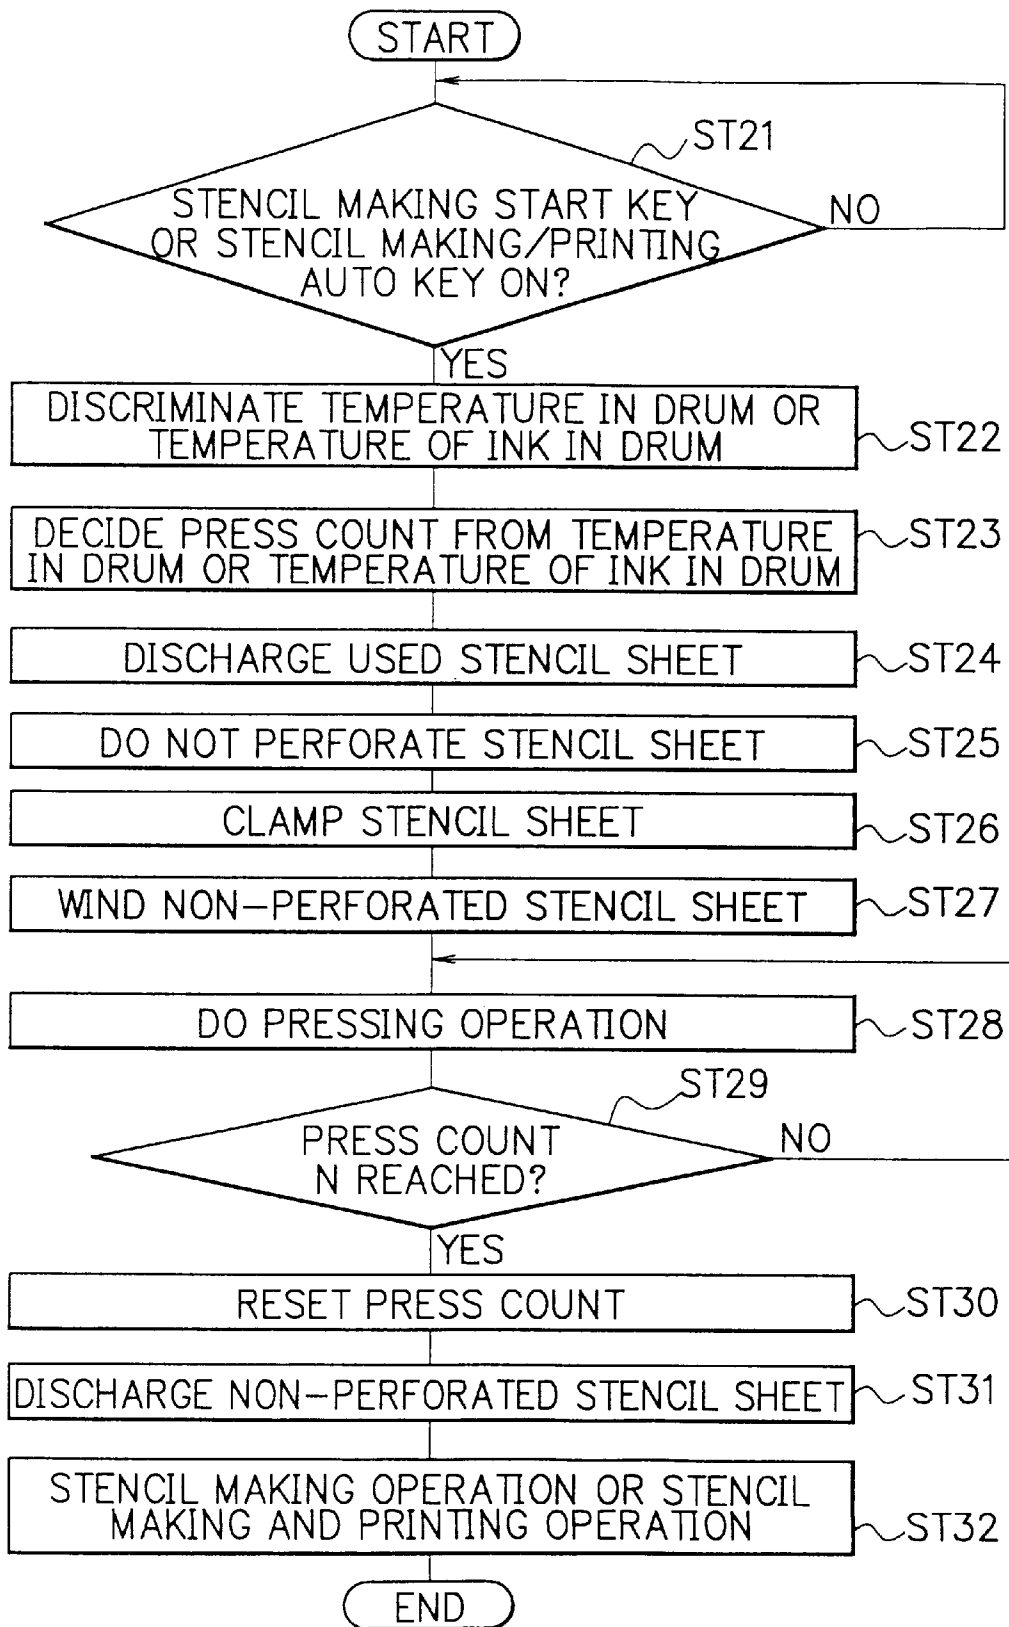 START
ST21
STENCIL MAKING START KEY
OR STENCIL MAKING/PRINTING
AUTO KEY ON?
NO
YES
DISCRIMINATE TEMPERATURE IN DRUM OR
TEMPERATURE OF INK IN DRUM
ST22
DECIDE PRESS COUNT FROM TEMPERATURE
IN DRUM OR TEMPERATURE OF INK IN DRUM
ST23
DISCHARGE USED STENCIL SHEET
ST24
DO NOT PERFORATE STENCIL SHEET
ST25
CLAMP STENCIL SHEET
ST26
WIND NON-PERFORATED STENCIL SHEET
ST27
DO PRESSING OPERATION
ST28
ST29
PRESS COUNT
N REACHED?
NO
YES
RESET PRESS COUNT
ST30
DISCHARGE NON-PERFORATED STENCIL SHEET
ST31
STENCIL MAKING OPERATION OR STENCIL
MAKING AND PRINTING OPERATION
ST32
END